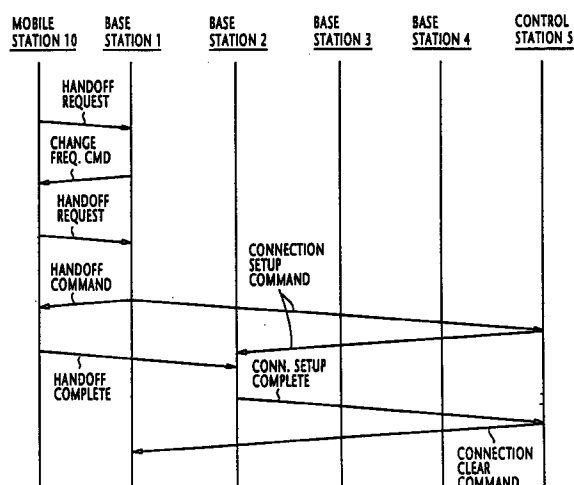 MOBILE
STATION 10
BASE
STATION 1
BASE
STATION 2
BASE
STATION 3
BASE
STATION 4
CONTROL
STATION 5
HANDOFF
REQUEST
CHANGE
FREQ. CMD
HANDOFF
REQUEST
HANDOFF
COMMAND
CONNECTION
SETUP
COMMAND
HANDOFF
COMPLETE
CONN. SETUP
COMPLETE
CONNECTION
CLEAR
COMMAND